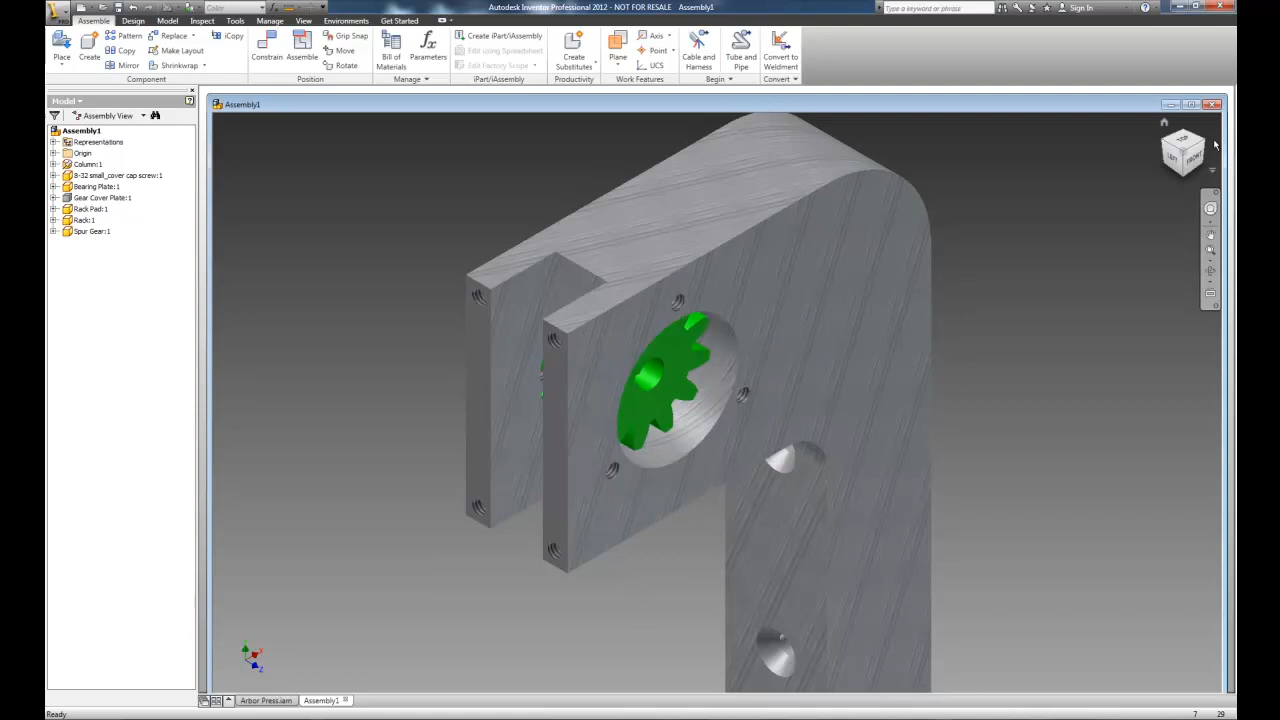 Autodesk Inventor Professional 2012 - NOT FOR RESALE Assembly1
Color
Type a keyword or phrase
Sign In
PRO
Assemble Design Model Inspect Tools Manage View Environments Get Started
Place
Create
Pattern
Copy
Mirror
Replace
Make Layout
Shrinkwrap
iCopy
Component
Constrain
Assemble
Grip Snap
Move
Rotate
Position
Bill of Materials
Parameters
Manage
Create iPart/iAssembly
Edit using Spreadsheet
Edit Factory Scope
iPart/iAssembly
Create Substitutes
Productivity
Plane
Axis
Point
UCS
Work Features
Cable and Harness
Tube and Pipe
Begin
Convert to Weldment
Convert
Model
Assembly View
Assembly1
Representations
Origin
Column:1
8-32 small_cover cap screw:1
Bearing Plate:1
Gear Cover Plate:1
Rack Pad:1
Rack:1
Spur Gear:1
Assembly1
TOP
LEFT
FRONT
Y
X
Z
Arbor Press.iam
Assembly1
Ready
7 29